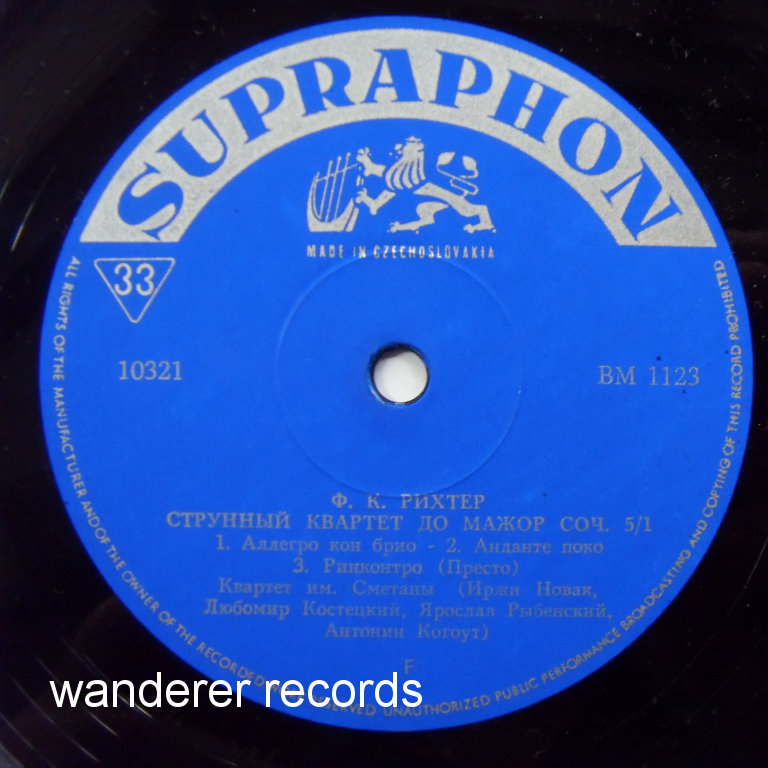 SUPRAPHON
MADE IN CZECHOSLOVAKIA
33
10321
BM 1123
Ф. К. РИХТЕР
СТРУННЫЙ КВАРТЕТ ДО МАЖОР СОЧ. 5/1
1. Аллегро кон брио - 2. Анданте поко
3. Ринконтро (Престо)
Квартет им. Сметаны (Иржи Новак,
Любомир Костецкий, Ярослав Рыбенский,
Антонин Когоут)
F
ALL RIGHTS OF THE MANUFACTURER AND OF THE OWNER OF THE RECORDED UNAUTHORIZED PUBLIC PERFORMANCE BROADCASTING AND COPYING OF THIS RECORD PROHIBITED
wanderer records